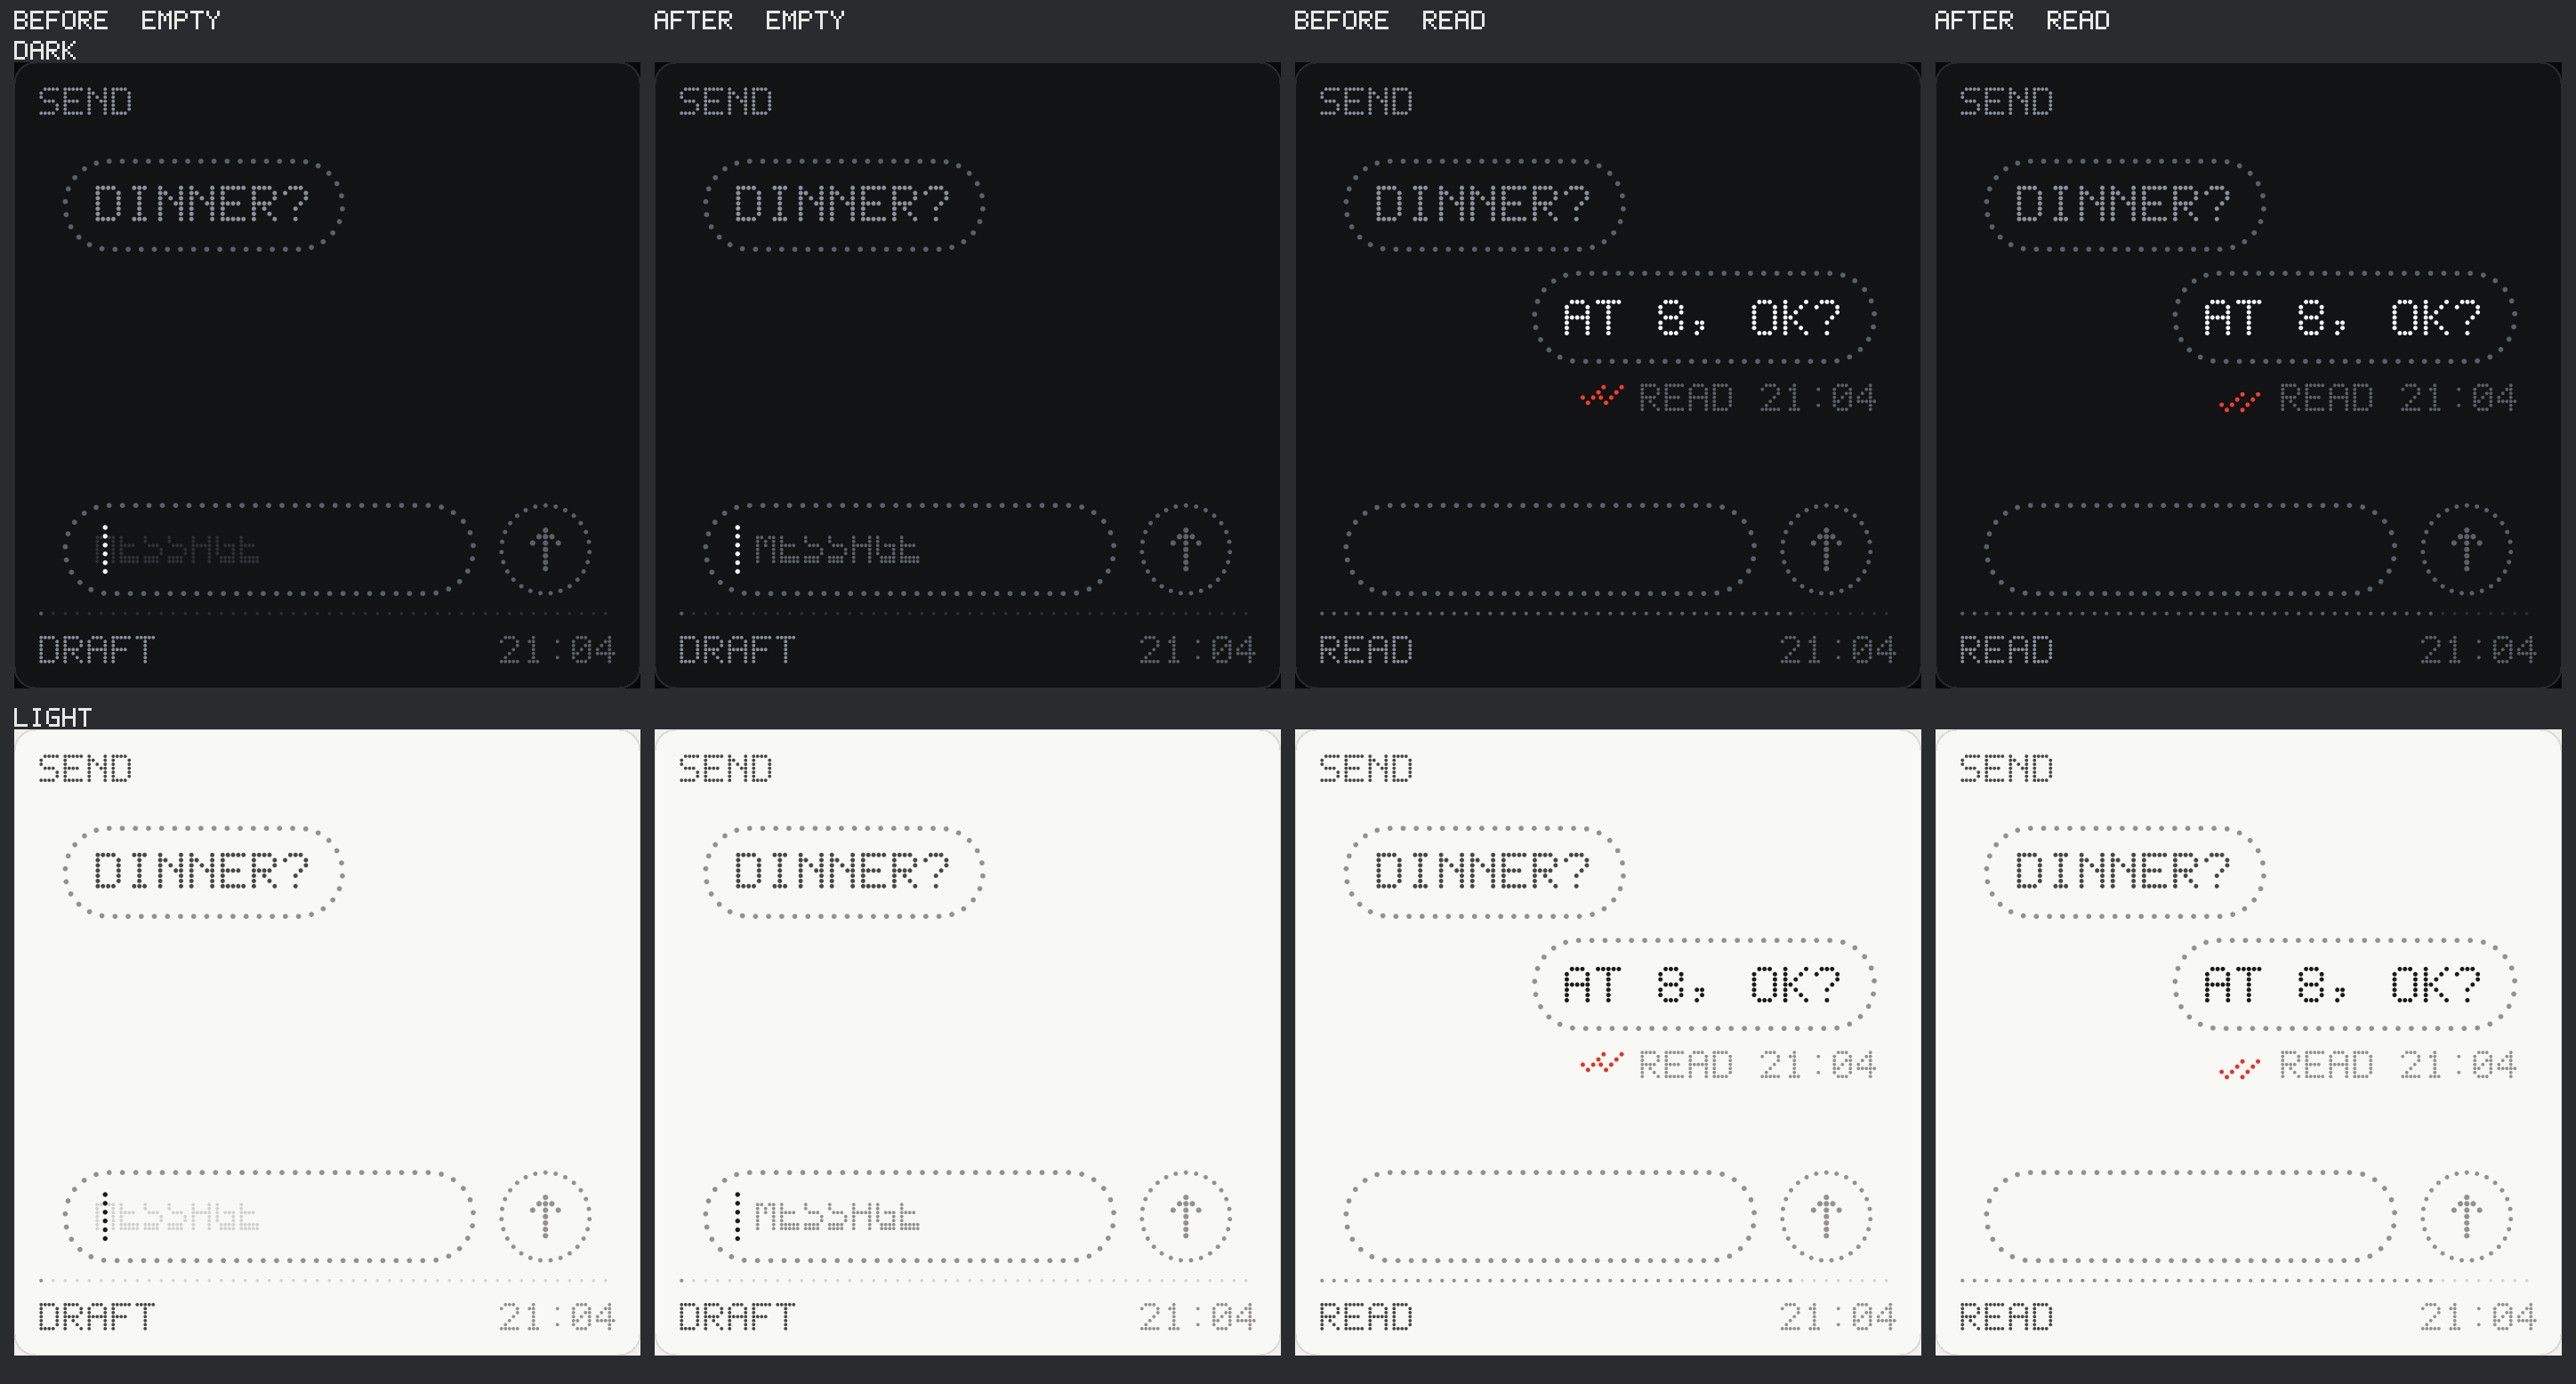 BEFORE EMPTY
DARK
SEND
DINNER?
MESSAGE
DRAFT 21:04
AFTER EMPTY
SEND
DINNER?
MESSAGE
DRAFT 21:04
BEFORE READ
SEND
DINNER?
AT 8, OK?
READ 21:04
READ 21:04
AFTER READ
SEND
DINNER?
AT 8, OK?
READ 21:04
READ 21:04
LIGHT
SEND
DINNER?
MESSAGE
DRAFT 21:04
SEND
DINNER?
MESSAGE
DRAFT 21:04
SEND
DINNER?
AT 8, OK?
READ 21:04
READ 21:04
SEND
DINNER?
AT 8, OK?
READ 21:04
READ 21:04